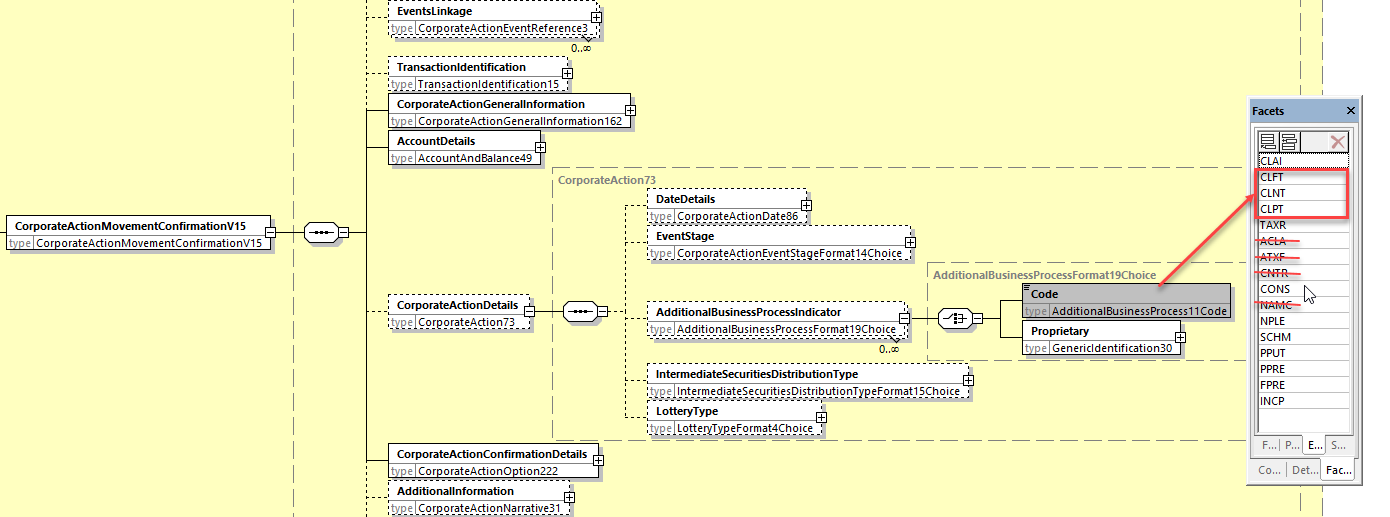 EventsLinkage
type CorporateActionEventReference3
0..∞
TransactionIdentification
type TransactionIdentification15
CorporateActionGeneralInformation
type CorporateActionGeneralInformation162
AccountDetails
type AccountAndBalance49
CorporateAction73
DateDetails
type CorporateActionDate86
CorporateActionMovementConfirmationV15
type CorporateActionMovementConfirmationV15
EventStage
type CorporateActionEventStageFormat14Choice
AdditionalBusinessProcessFormat19Choice
CorporateActionDetails
type CorporateAction73
AdditionalBusinessProcessIndicator
type AdditionalBusinessProcessFormat19Choice
0..∞
Code
type AdditionalBusinessProcess11Code
Proprietary
type GenericIdentification30
IntermediateSecuritiesDistributionType
type IntermediateSecuritiesDistributionTypeFormat15Choice
LotteryType
type LotteryTypeFormat4Choice
CorporateActionConfirmationDetails
type CorporateActionOption222
AdditionalInformation
type CorporateActionNarrative31
Facets
CLAI
CLFT
CLNT
CLPT
TAXR
ACLA
ATXF
CNTR
CONS
NAMC
NPLE
SCHM
PPUT
PPRE
FPRE
INCP
F... P... E... S...
Co... Det... Fac...